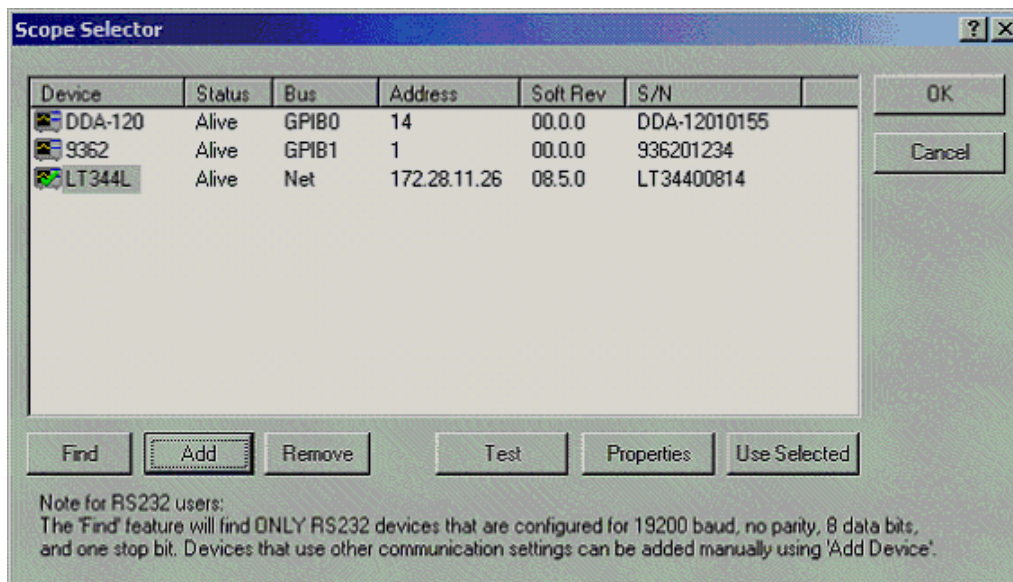 Scope Selector
Device Status Bus Address Soft Rev S/N
DDA-120 Alive GPIB0 14 00.0.0 DDA-12010155
9362 Alive GPIB1 1 00.0.0 936201234
LT344L Alive Net 172.28.11.26 08.5.0 LT34400814
OK
Cancel
Find Add Remove Test Properties Use Selected
Note for RS232 users:
The 'Find' feature will find ONLY RS232 devices that are configured for 19200 baud, no parity, 8 data bits,
and one stop bit. Devices that use other communication settings can be added manually using 'Add Device'.